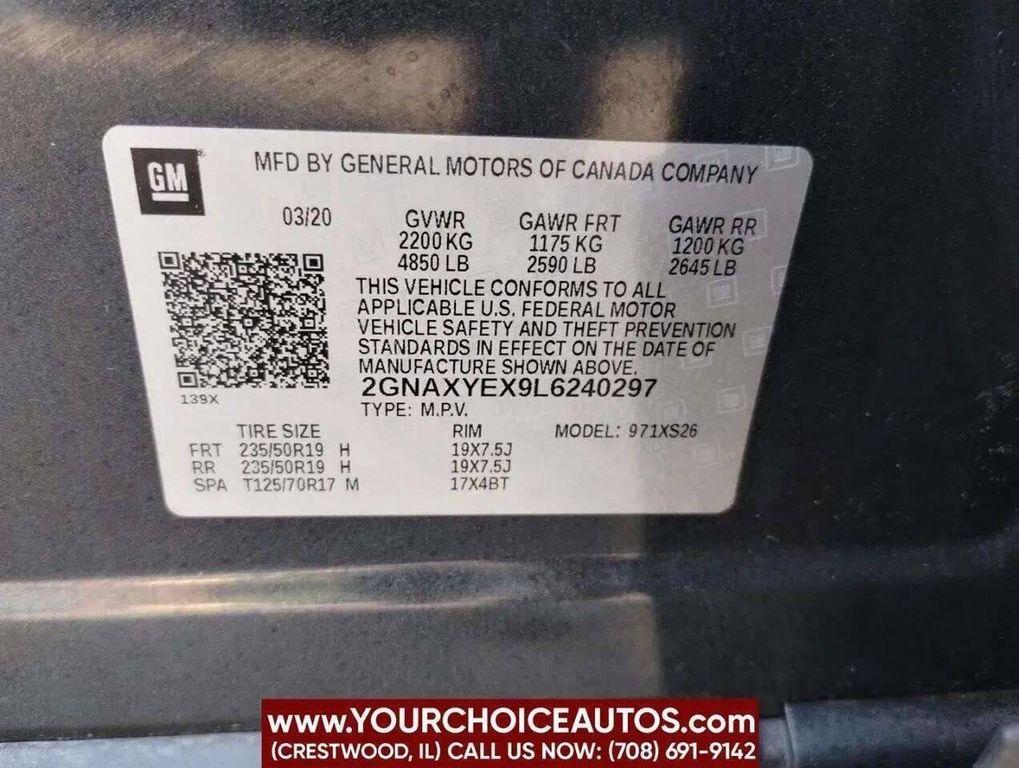 GM
MFD BY GENERAL MOTORS OF CANADA COMPANY
03/20 GVWR GAWR FRT GAWR RR
2200 KG 1175 KG 1200 KG
4850 LB 2590 LB 2645 LB
THIS VEHICLE CONFORMS TO ALL
APPLICABLE U.S. FEDERAL MOTOR
VEHICLE SAFETY AND THEFT PREVENTION
STANDARDS IN EFFECT ON THE DATE OF
MANUFACTURE SHOWN ABOVE.
2GNAXYEX9L6240297
139X
TYPE: M.P.V.
TIRE SIZE RIM MODEL: 971XS26
FRT 235/50R19 H 19X7.5J
RR 235/50R19 H 19X7.5J
SPA T125/70R17 M 17X4BT
www.YOURCHOICEAUTOS.com
(CRESTWOOD, IL) CALL US NOW: (708) 691-9142